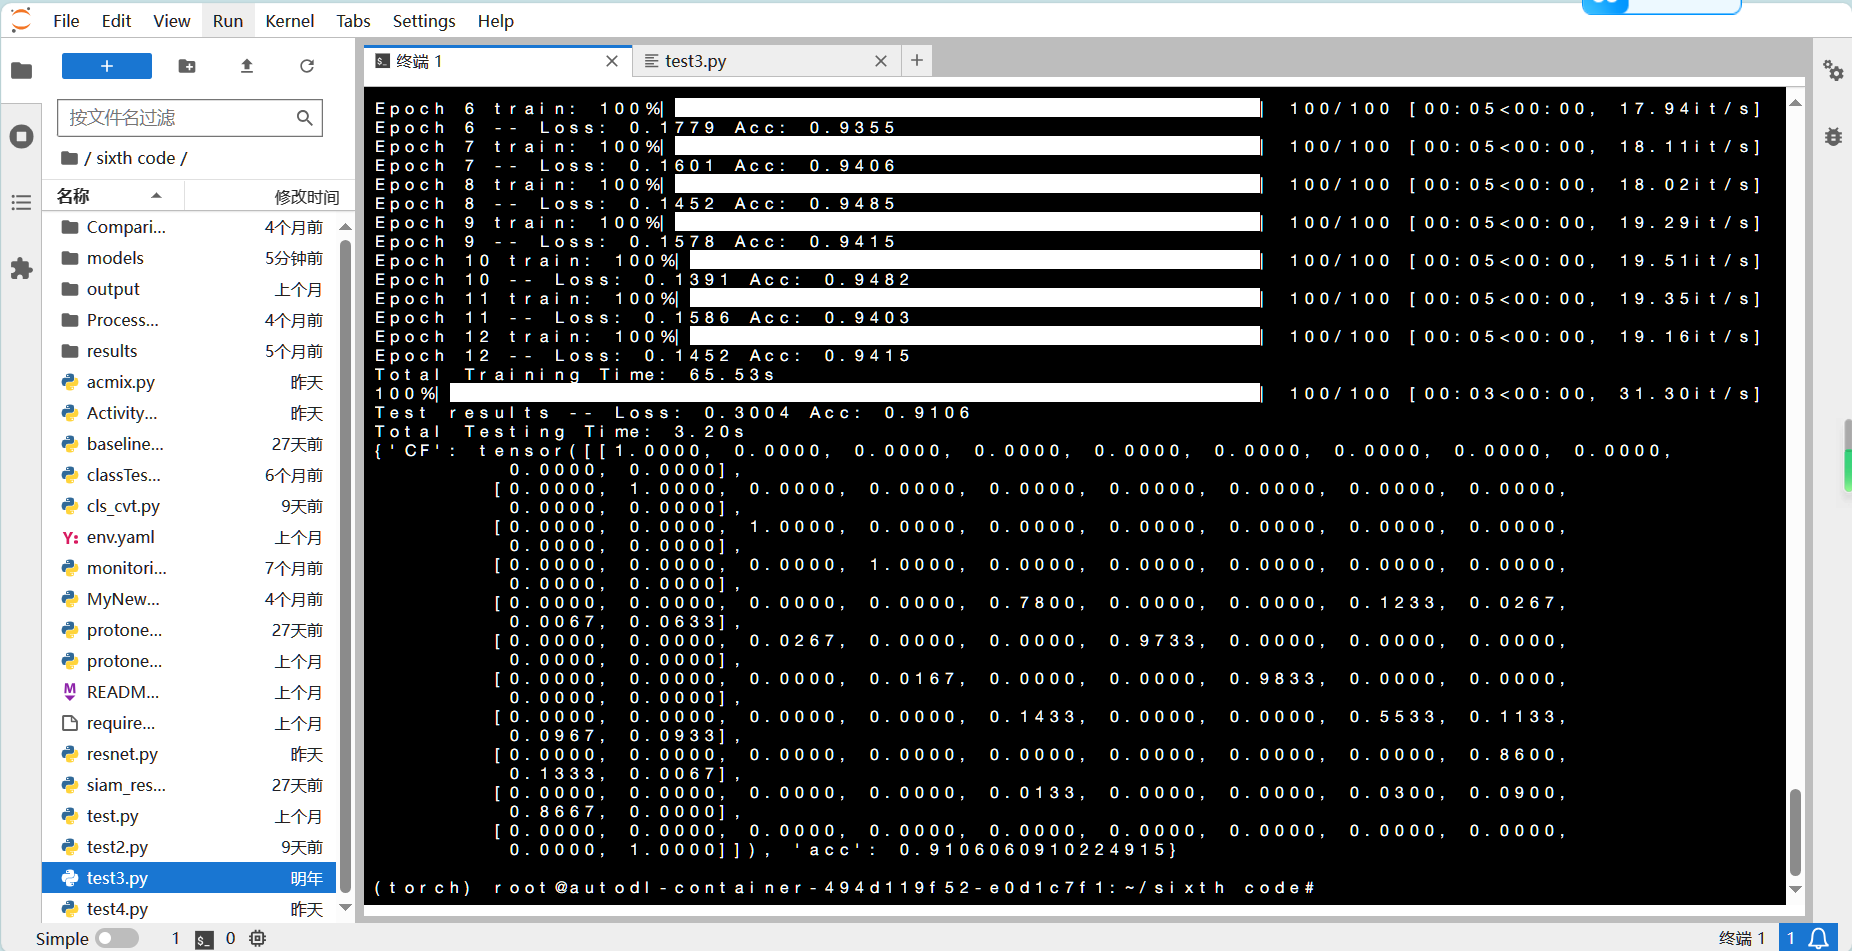 File Edit View Run Kernel Tabs Settings Help
终端 1
test3.py
按文件名过滤
/ sixth code /
名称 修改时间
Compari... 4个月前
models 5分钟前
output 上个月
Process... 4个月前
results 5个月前
acmix.py 昨天
Activity... 昨天
baseline... 27天前
classTes... 6个月前
cls_cvt.py 9天前
env.yaml 上个月
monitori... 7个月前
MyNew... 4个月前
protone... 27天前
protone... 上个月
READM... 上个月
require... 上个月
resnet.py 昨天
siam_res... 27天前
test.py 上个月
test2.py 9天前
test3.py 明年
test4.py 昨天
Epoch 6 train: 100%| | 100/100 [00:05<00:00, 17.94it/s]
Epoch 6 -- Loss: 0.1779 Acc: 0.9355
Epoch 7 train: 100%| | 100/100 [00:05<00:00, 18.11it/s]
Epoch 7 -- Loss: 0.1601 Acc: 0.9406
Epoch 8 train: 100%| | 100/100 [00:05<00:00, 18.02it/s]
Epoch 8 -- Loss: 0.1452 Acc: 0.9485
Epoch 9 train: 100%| | 100/100 [00:05<00:00, 19.29it/s]
Epoch 9 -- Loss: 0.1578 Acc: 0.9415
Epoch 10 train: 100%| | 100/100 [00:05<00:00, 19.51it/s]
Epoch 10 -- Loss: 0.1391 Acc: 0.9482
Epoch 11 train: 100%| | 100/100 [00:05<00:00, 19.35it/s]
Epoch 11 -- Loss: 0.1586 Acc: 0.9403
Epoch 12 train: 100%| | 100/100 [00:05<00:00, 19.16it/s]
Epoch 12 -- Loss: 0.1452 Acc: 0.9415
Total Training Time: 65.53s
100%| | 100/100 [00:03<00:00, 31.30it/s]
Test results -- Loss: 0.3004 Acc: 0.9106
Total Testing Time: 3.20s
{'CF': tensor([[1.0000, 0.0000, 0.0000, 0.0000, 0.0000, 0.0000, 0.0000, 0.0000, 0.0000,
0.0000, 0.0000],
[0.0000, 1.0000, 0.0000, 0.0000, 0.0000, 0.0000, 0.0000, 0.0000, 0.0000,
0.0000, 0.0000],
[0.0000, 0.0000, 1.0000, 0.0000, 0.0000, 0.0000, 0.0000, 0.0000, 0.0000,
0.0000, 0.0000],
[0.0000, 0.0000, 0.0000, 1.0000, 0.0000, 0.0000, 0.0000, 0.0000, 0.0000,
0.0000, 0.0000],
[0.0000, 0.0000, 0.0000, 0.0000, 0.7800, 0.0000, 0.0000, 0.1233, 0.0267,
0.0067, 0.0633],
[0.0000, 0.0000, 0.0267, 0.0000, 0.0000, 0.9733, 0.0000, 0.0000, 0.0000,
0.0000, 0.0000],
[0.0000, 0.0000, 0.0000, 0.0167, 0.0000, 0.0000, 0.9833, 0.0000, 0.0000,
0.0000, 0.0000],
[0.0000, 0.0000, 0.0000, 0.0000, 0.1433, 0.0000, 0.0000, 0.5533, 0.1133,
0.0967, 0.0933],
[0.0000, 0.0000, 0.0000, 0.0000, 0.0000, 0.0000, 0.0000, 0.0000, 0.8600,
0.1333, 0.0067],
[0.0000, 0.0000, 0.0000, 0.0000, 0.0133, 0.0000, 0.0000, 0.0300, 0.0900,
0.8667, 0.0000],
[0.0000, 0.0000, 0.0000, 0.0000, 0.0000, 0.0000, 0.0000, 0.0000, 0.0000,
0.0000, 1.0000]]), 'acc': 0.9106060910224915}
(torch) root@autodl-container-494d119f52-e0d1c7f1:~/sixth code#
Simple 1 0 终端 1 1